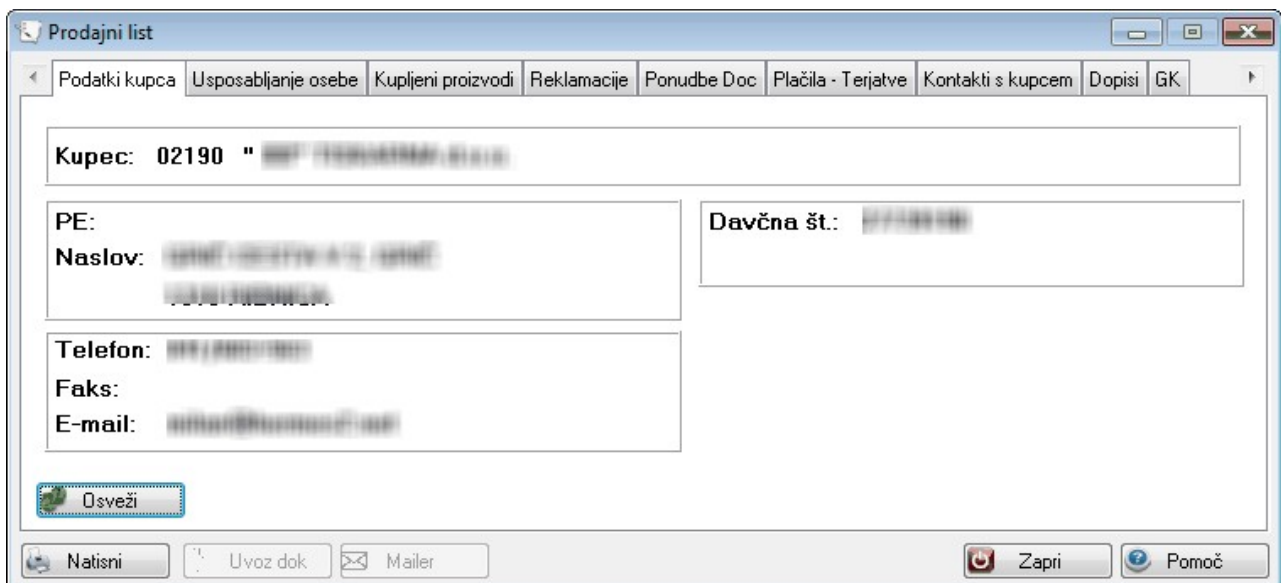 Prodajni list
Podatki kupca Usposabljanje osebe Kupljeni proizvodi Reklamacije Ponudbe Doc Plačila - Terjatve Kontakti s kupcem Dopisi GK
Kupec: 02190 "
PE:
Davčna št.:
Naslov:
Telefon:
Faks:
E-mail:
Osveži
Natisni Uvoz dok Mailer Zapri Pomoč